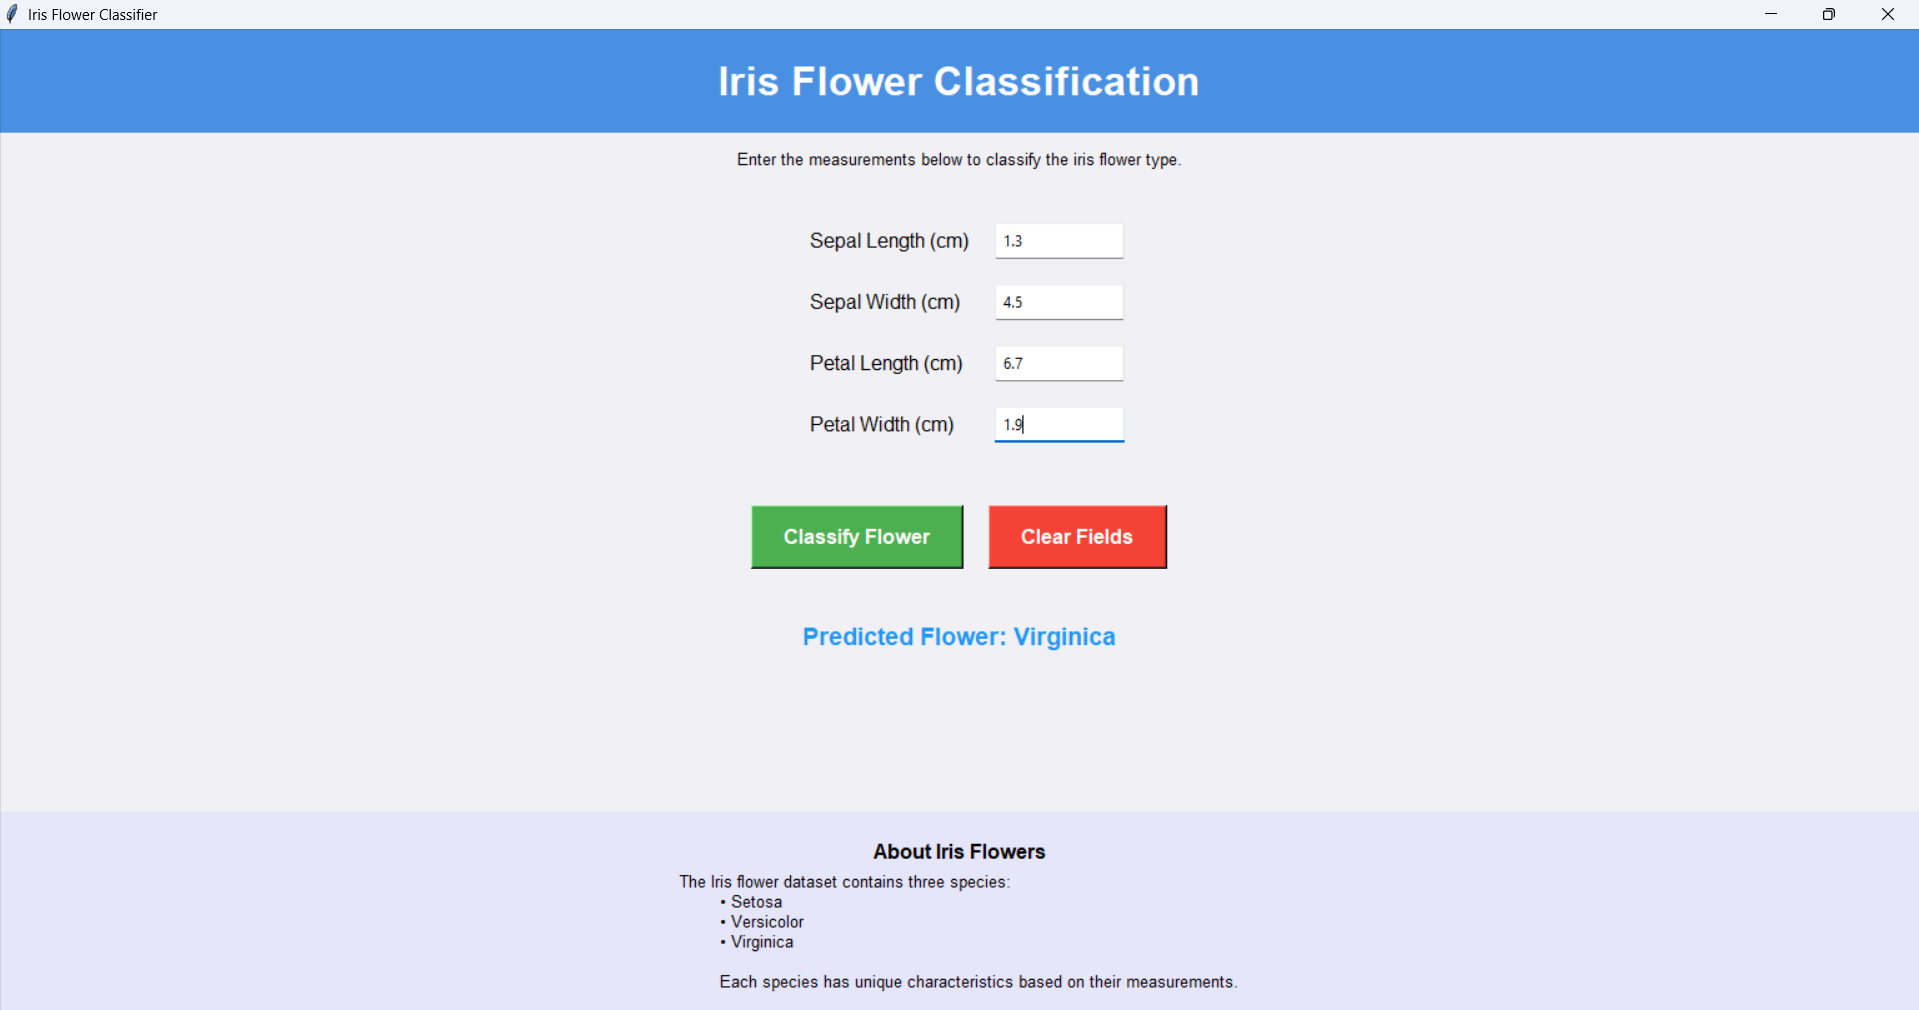 Iris Flower Classifier
Iris Flower Classification
Enter the measurements below to classify the iris flower type.
Sepal Length (cm) 1.3
Sepal Width (cm) 4.5
Petal Length (cm) 6.7
Petal Width (cm) 1.9
Classify Flower Clear Fields
Predicted Flower: Virginica
About Iris Flowers
The Iris flower dataset contains three species:
• Setosa
• Versicolor
• Virginica
Each species has unique characteristics based on their measurements.